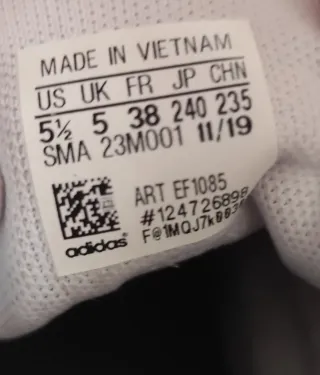 MADE IN VIETNAM
US UK FR JP CHN
5½ 5 38 240 235
SMA 23M001 11/19
ART EF1085
#124726898
adidas